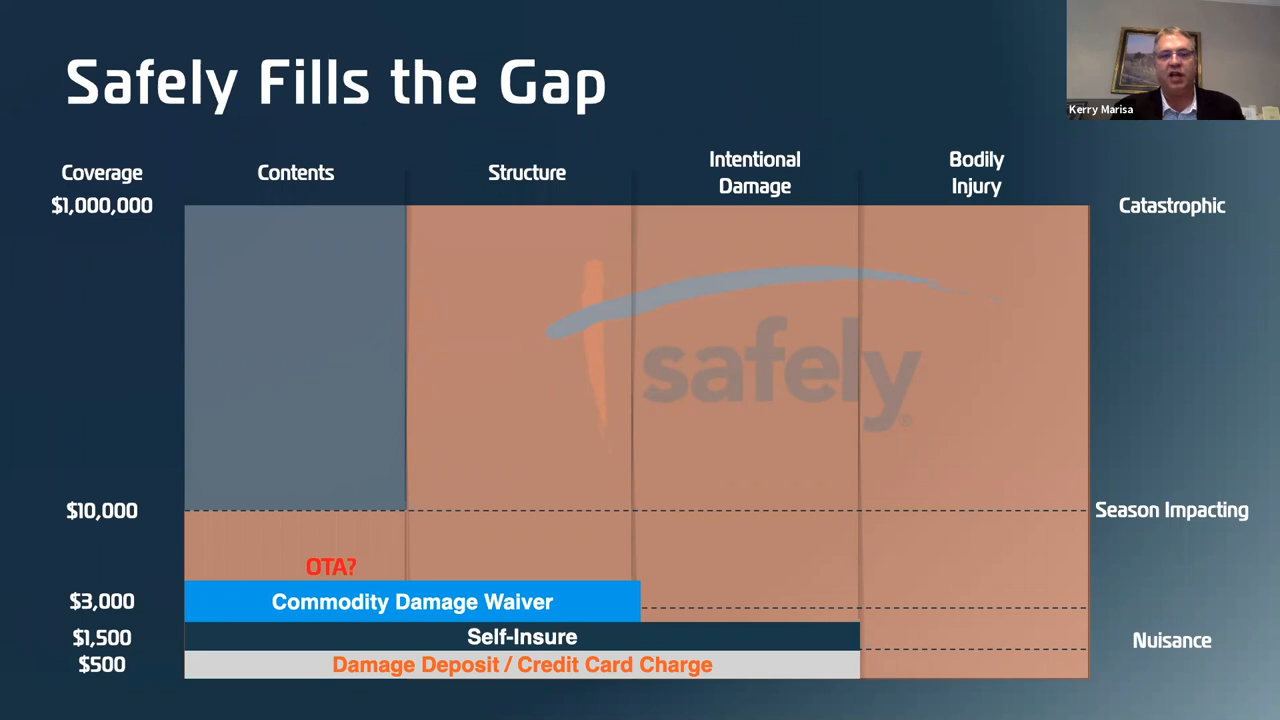 Safely Fills the Gap
Kerry Marisa
Coverage
Contents
Structure
Intentional
Damage
Bodily
Injury
$1,000,000
Catastrophic
safely®
$10,000
Season Impacting
OTA?
$3,000
Commodity Damage Waiver
$1,500
Self-Insure
Nuisance
$500
Damage Deposit / Credit Card Charge